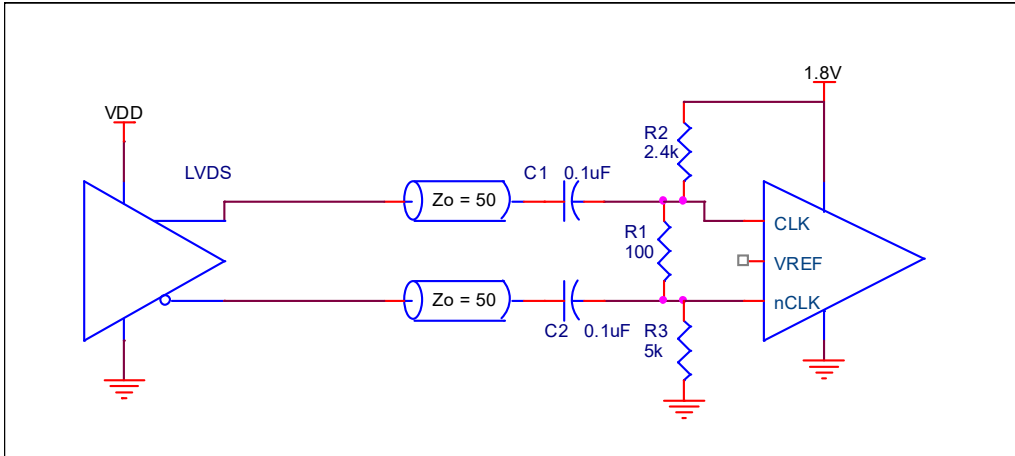 1.8V
VDD
R2
2.4k
LVDS
C1 0.1uF
Zo = 50
CLK
R1
100
VREF
Zo = 50
nCLK
C2 0.1uF
R3
5k